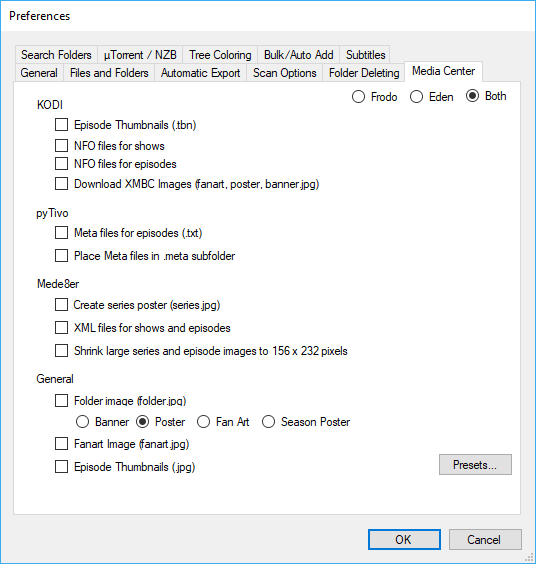 Preferences
Search Folders µTorrent / NZB Tree Coloring Bulk/Auto Add Subtitles
General Files and Folders Automatic Export Scan Options Folder Deleting Media Center
Frodo Eden Both
KODI
Episode Thumbnails (.tbn)
NFO files for shows
NFO files for episodes
Download XMBC Images (fanart, poster, banner.jpg)
pyTivo
Meta files for episodes (.txt)
Place Meta files in .meta subfolder
Mede8er
Create series poster (series.jpg)
XML files for shows and episodes
Shrink large series and episode images to 156 x 232 pixels
General
Folder image (folder.jpg)
Banner Poster Fan Art Season Poster
Fanart Image (fanart.jpg)
Episode Thumbnails (.jpg)
Presets...
OK Cancel